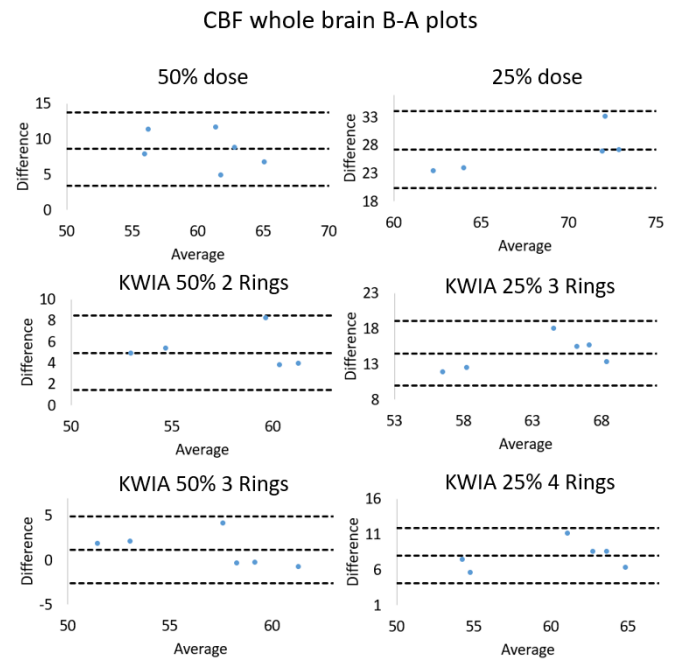 CBF whole brain B-A plots
50% dose
15
10
5
0
50 55 60 65 70
Difference
Average
25% dose
33
28
23
18
60 65 70 75
Difference
Average
KWIA 50% 2 Rings
10
8
6
4
2
0
50 55 60
Difference
Average
KWIA 25% 3 Rings
23
18
13
8
53 58 63 68
Difference
Average
KWIA 50% 3 Rings
5
0
-5
50 55 60
Difference
Average
KWIA 25% 4 Rings
16
11
6
1
50 55 60 65
Difference
Average